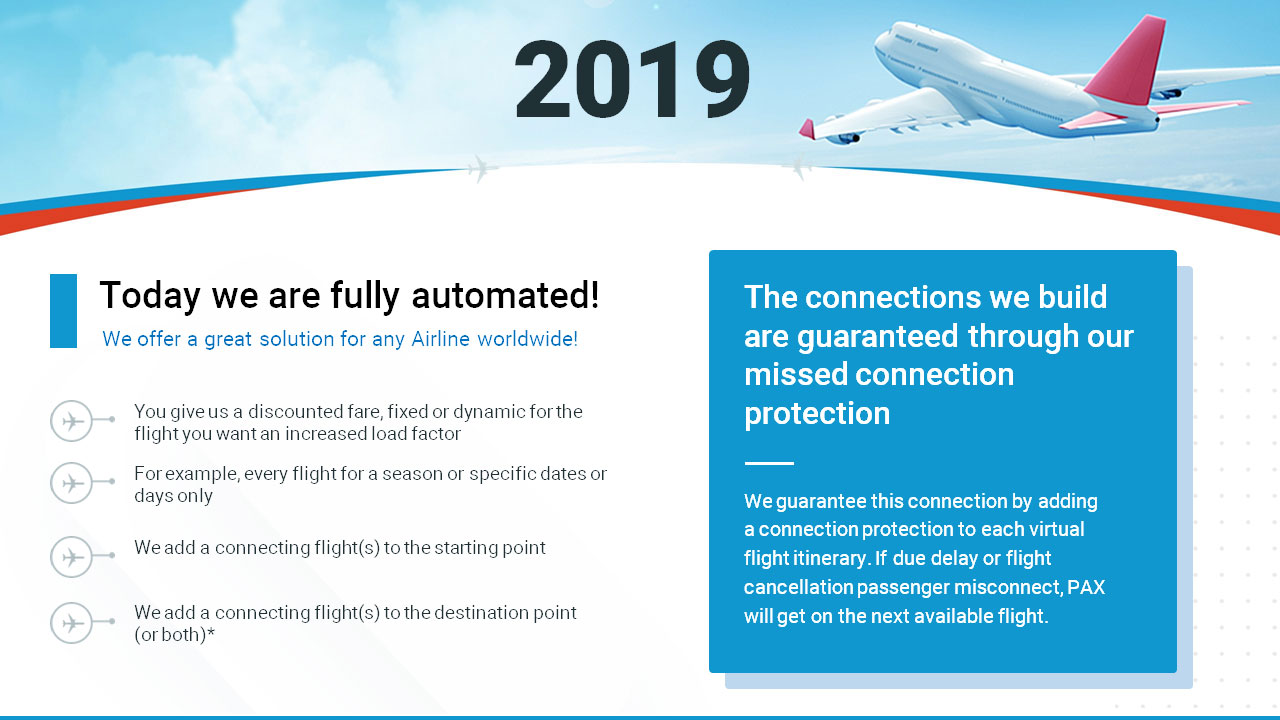 2019
Today we are fully automated!
We offer a great solution for any Airline worldwide!
You give us a discounted fare, fixed or dynamic for the
flight you want an increased load factor
For example, every flight for a season or specific dates or
days only
We add a connecting flight(s) to the starting point
We add a connecting flight(s) to the destination point
(or both)*
The connections we build
are guaranteed through our
missed connection
protection
We guarantee this connection by adding
a connection protection to each virtual
flight itinerary. If due delay or flight
cancellation passenger misconnect, PAX
will get on the next available flight.